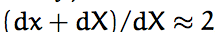 (dx + dX)/dX ≈ 2